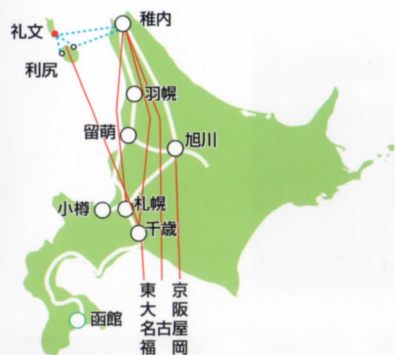 稚内
礼文
利尻
羽幌
留萌
旭川
小樽
札幌
千歳
函館
東京
大阪
名古屋
福岡